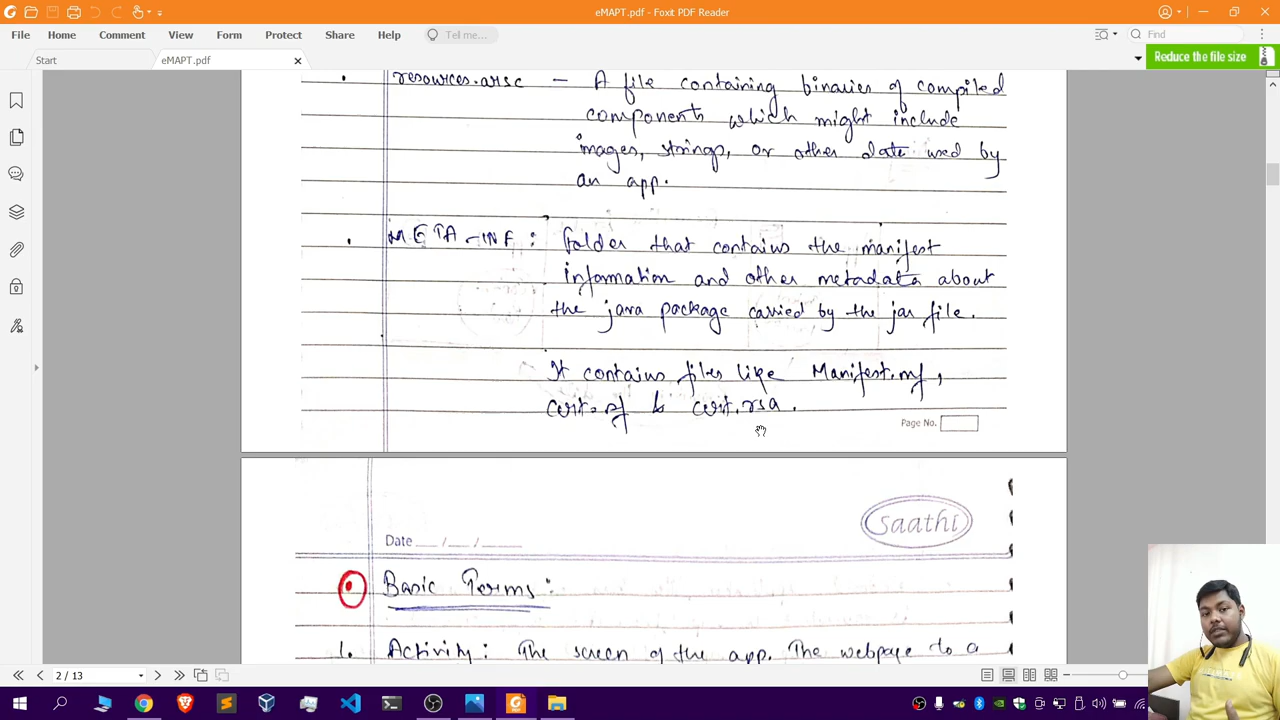 eMAPT.pdf - Foxit PDF Reader
File Home Comment View Form Protect Share Help Tell me... Find
Start eMAPT.pdf Reduce the file size
resources.arsc — A file containing binaries of compiled
components which might include
images, strings, or other data used by
an app.
META-INF : Folder that contains the manifest
information and other metadata about
the java package carried by the jar file.
It contains files like Manifest.mf,
cert.sf & cert.rsa.
Page No.
saathi
Date __/__/__
Basic Terms :
1. Activity : The screen of the app. The webpage to a
2 / 13